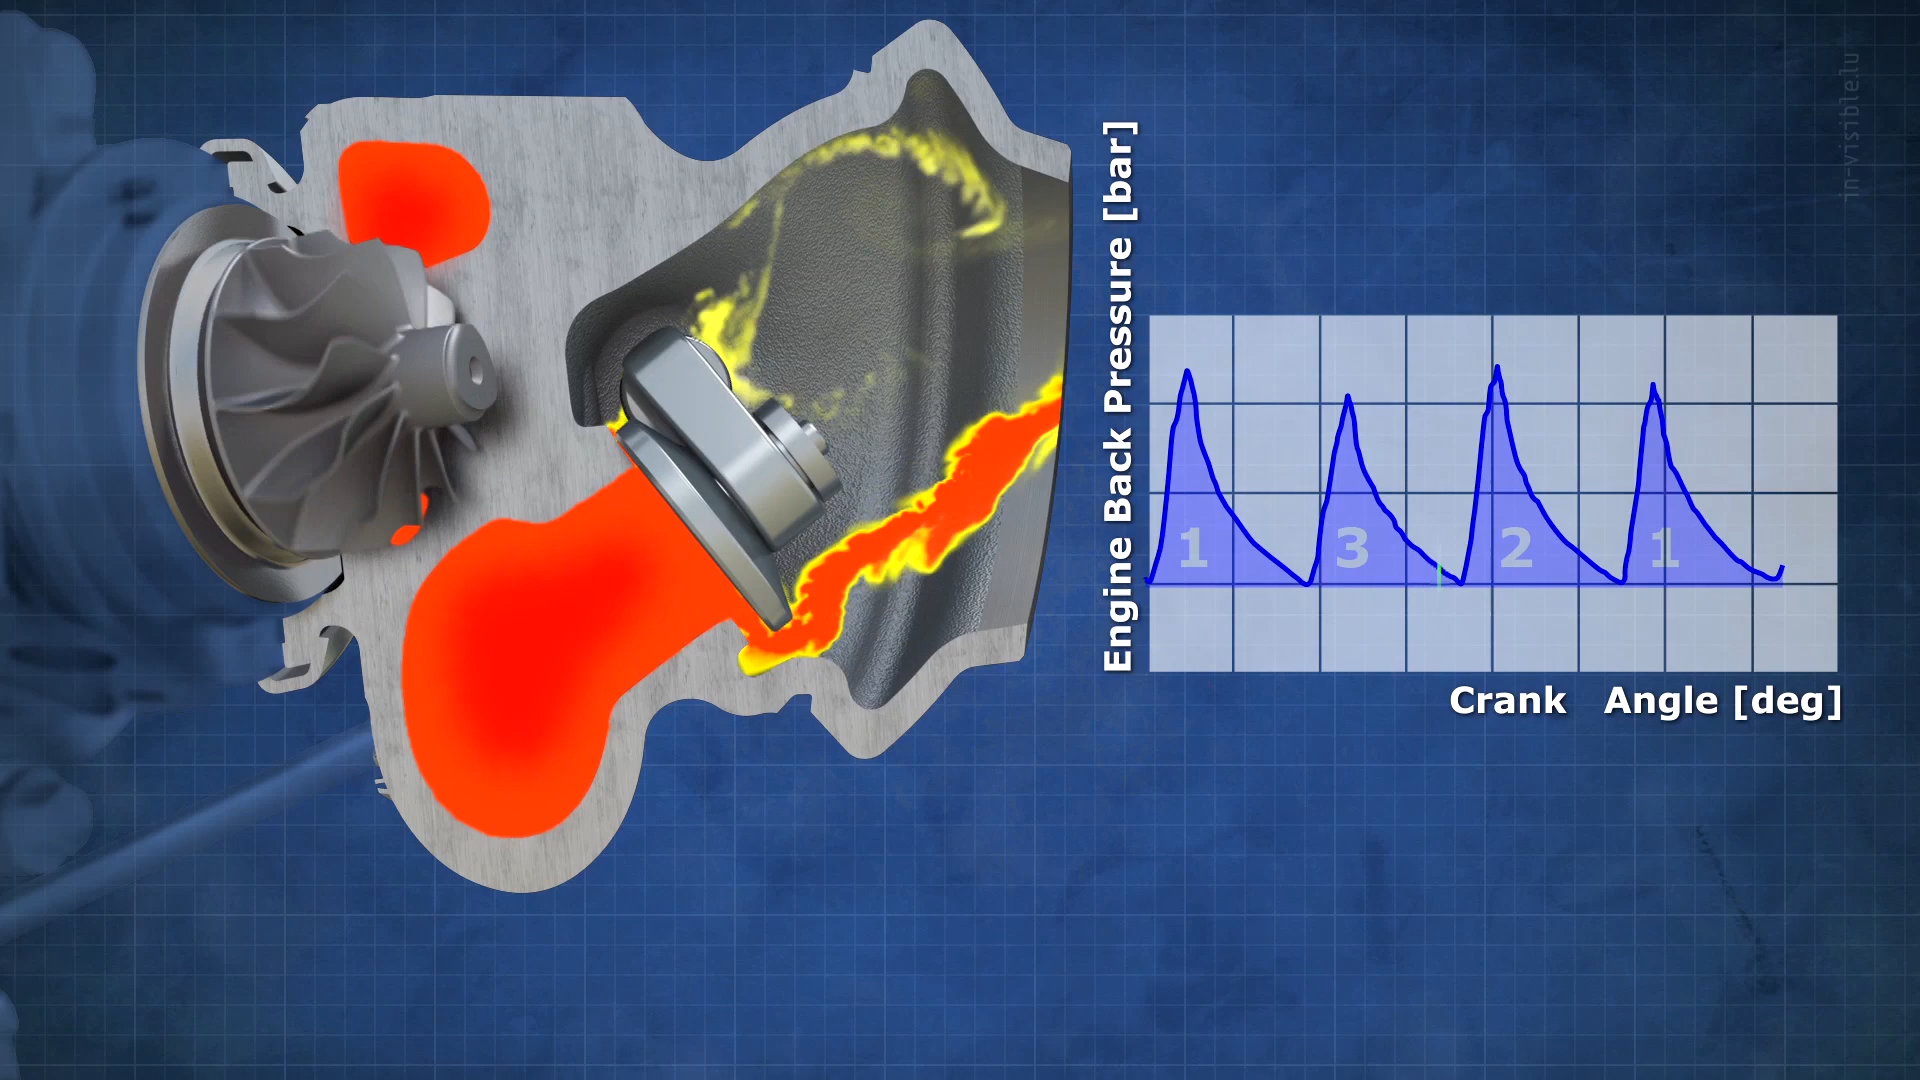 in-visible.lu
Engine Back Pressure [bar]
1
3
2
1
Crank Angle [deg]